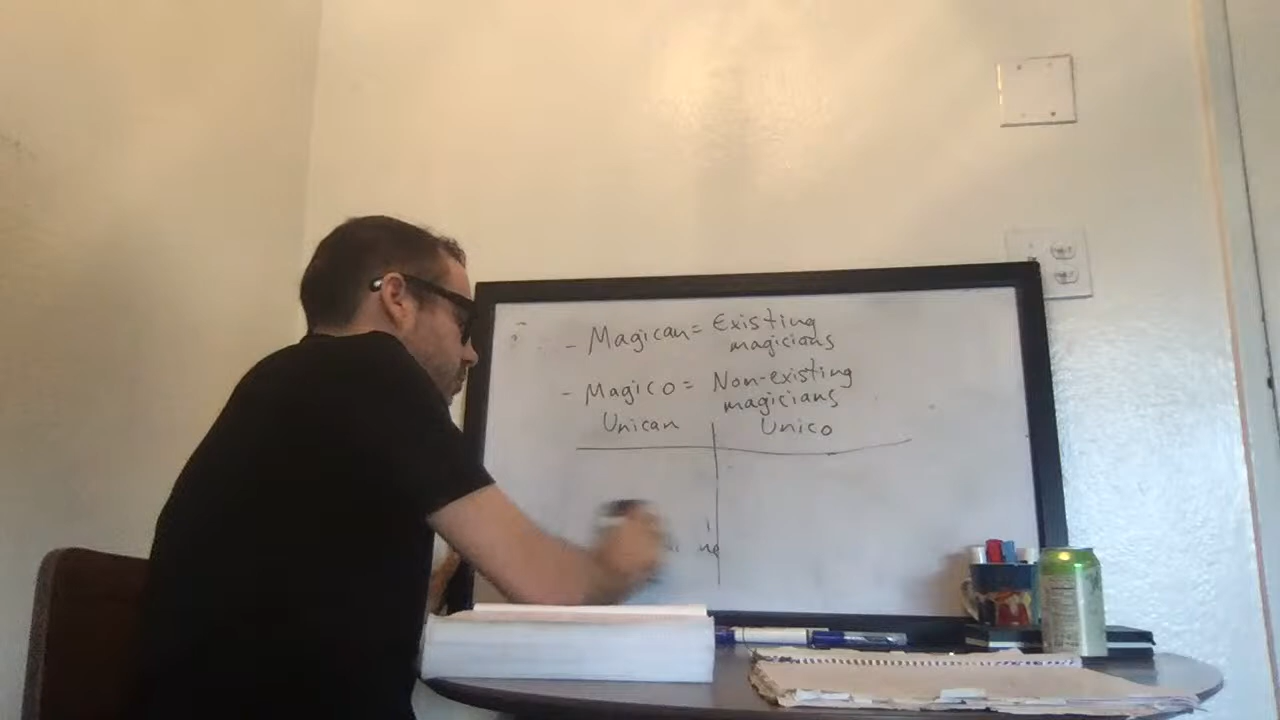 - Magican = Existing
magicians
- Magico = Non-existing
magicians
Unican Unico